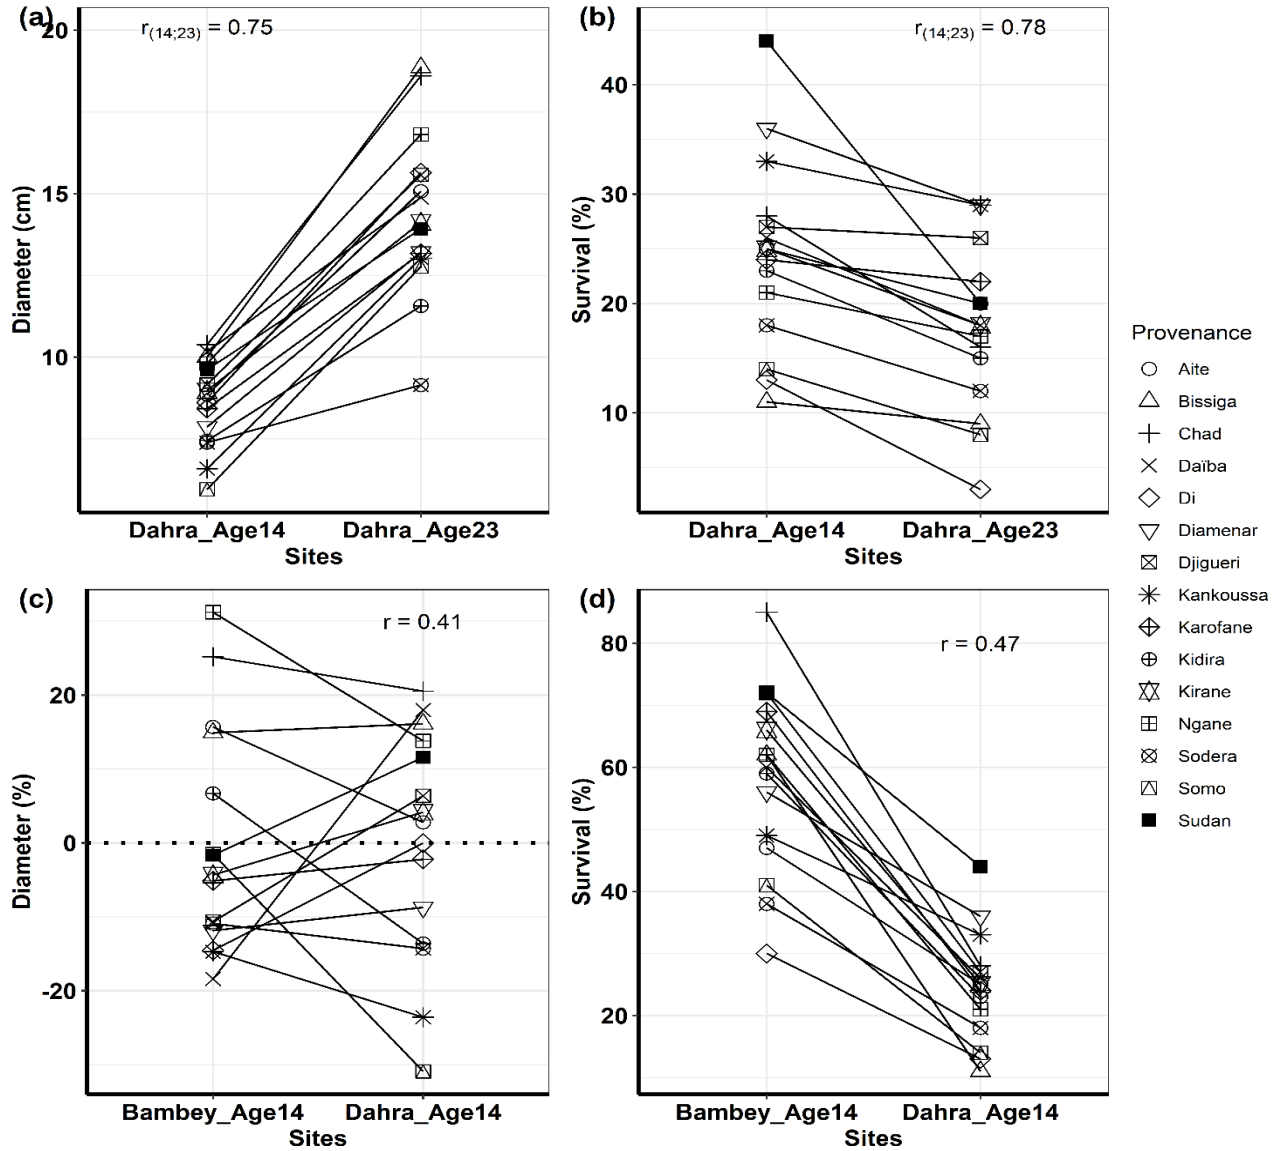 (a)
r(14;23) = 0.75
20
15
10
Diameter (cm)
Dahra_Age14 Dahra_Age23
Sites
(b)
r(14;23) = 0.78
40
30
20
10
Survival (%)
Dahra_Age14 Dahra_Age23
Sites
(c)
r = 0.41
20
0
-20
Diameter (%)
Bambey_Age14 Dahra_Age14
Sites
(d)
r = 0.47
80
60
40
20
Survival (%)
Bambey_Age14 Dahra_Age14
Sites
Provenance
Aite
Bissiga
Chad
Daïba
Di
Diamenar
Djigueri
Kankoussa
Karofane
Kidira
Kirane
Ngane
Sodera
Somo
Sudan